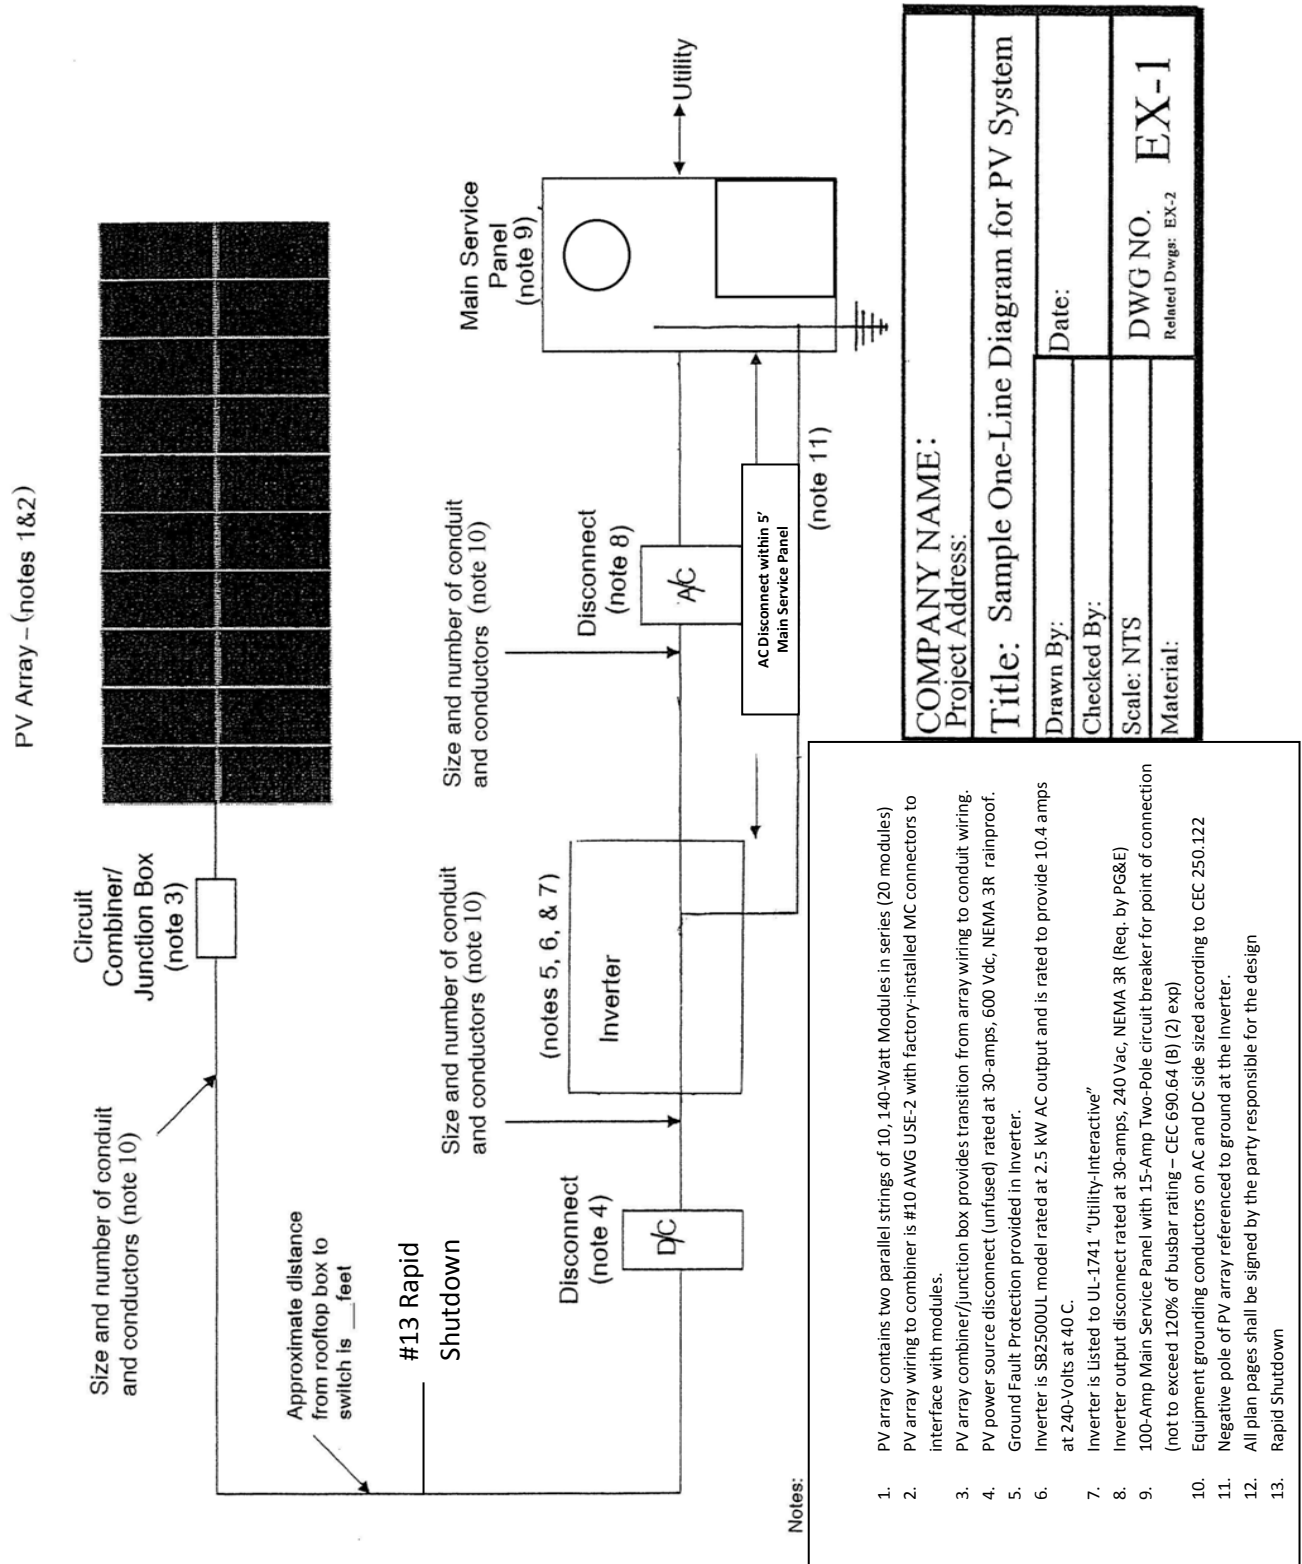 PV Array – (notes 1&2)
Circuit
Combiner/
Junction Box
(note 3)
Size and number of conduit
and conductors (note 10)
Approximate distance
from rooftop box to
switch is __feet
#13 Rapid
Shutdown
Disconnect
(note 4)
D/C
Size and number of conduit
and conductors (note 10)
(notes 5, 6, & 7)
Inverter
Size and number of conduit
and conductors (note 10)
Disconnect
(note 8)
A/C
AC Disconnect within 5’
Main Service Panel
(note 11)
Main Service
Panel
(note 9)
Utility
Notes:
1. PV array contains two parallel strings of 10, 140-Watt Modules in series (20 modules)
2. PV array wiring to combiner is #10 AWG USE-2 with factory-installed MC connectors to
interface with modules.
3. PV array combiner/junction box provides transition from array wiring to conduit wiring.
4. PV power source disconnect (unfused) rated at 30-amps, 600 Vdc, NEMA 3R rainproof.
5. Ground Fault Protection provided in Inverter.
6. Inverter is SB2500UL model rated at 2.5 kW AC output and is rated to provide 10.4 amps
at 240-Volts at 40 C.
7. Inverter is Listed to UL-1741 “Utility-Interactive”
8. Inverter output disconnect rated at 30-amps, 240 Vac, NEMA 3R (Req. by PG&E)
9. 100-Amp Main Service Panel with 15-Amp Two-Pole circuit breaker for point of connection
(not to exceed 120% of busbar rating – CEC 690.64 (B) (2) exp)
10. Equipment grounding conductors on AC and DC side sized according to CEC 250.122
11. Negative pole of PV array referenced to ground at the Inverter.
12. All plan pages shall be signed by the party responsible for the design
13. Rapid Shutdown
COMPANY NAME:
Project Address:
Title: Sample One-Line Diagram for PV System
Drawn By:
Date:
Checked By:
Scale: NTS
Material:
DWG NO. EX-1
Related Dwgs: EX-2